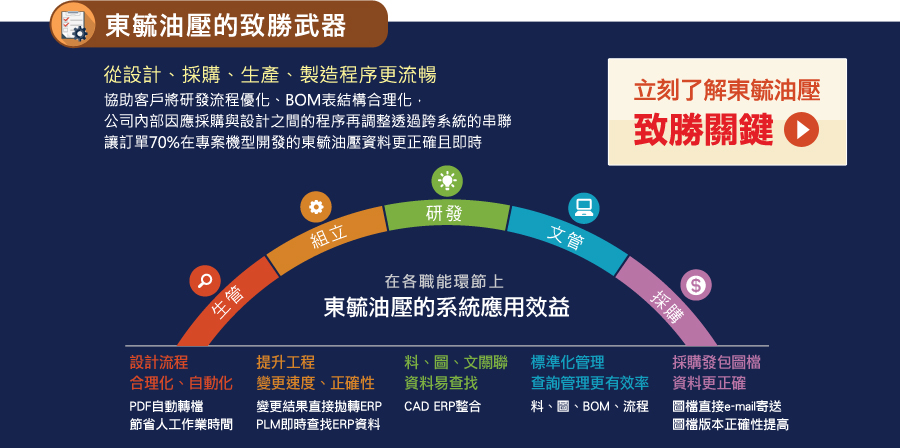 東毓油壓的致勝武器
從設計、採購、生產、製造程序更流暢
協助客戶將研發流程優化、BOM表結構合理化，
公司內部因應採購與設計之間的程序再調整透過跨系統的串聯
讓訂單70%在專案機型開發的東毓油壓資料更正確且即時
立刻了解東毓油壓
致勝關鍵
生管
組立
研發
文管
採購
$
在各職能環節上
東毓油壓的系統應用效益
設計流程
合理化、自動化
PDF自動轉檔
節省人工作業時間
提升工程
變更速度、正確性
變更結果直接拋轉ERP
PLM即時查找ERP資料
料、圖、文關聯
資料易查找
CAD ERP整合
標準化管理
查詢管理更有效率
料、圖、BOM、流程
採購發包圖檔
資料更正確
圖檔直接e-mail寄送
圖檔版本正確性提高